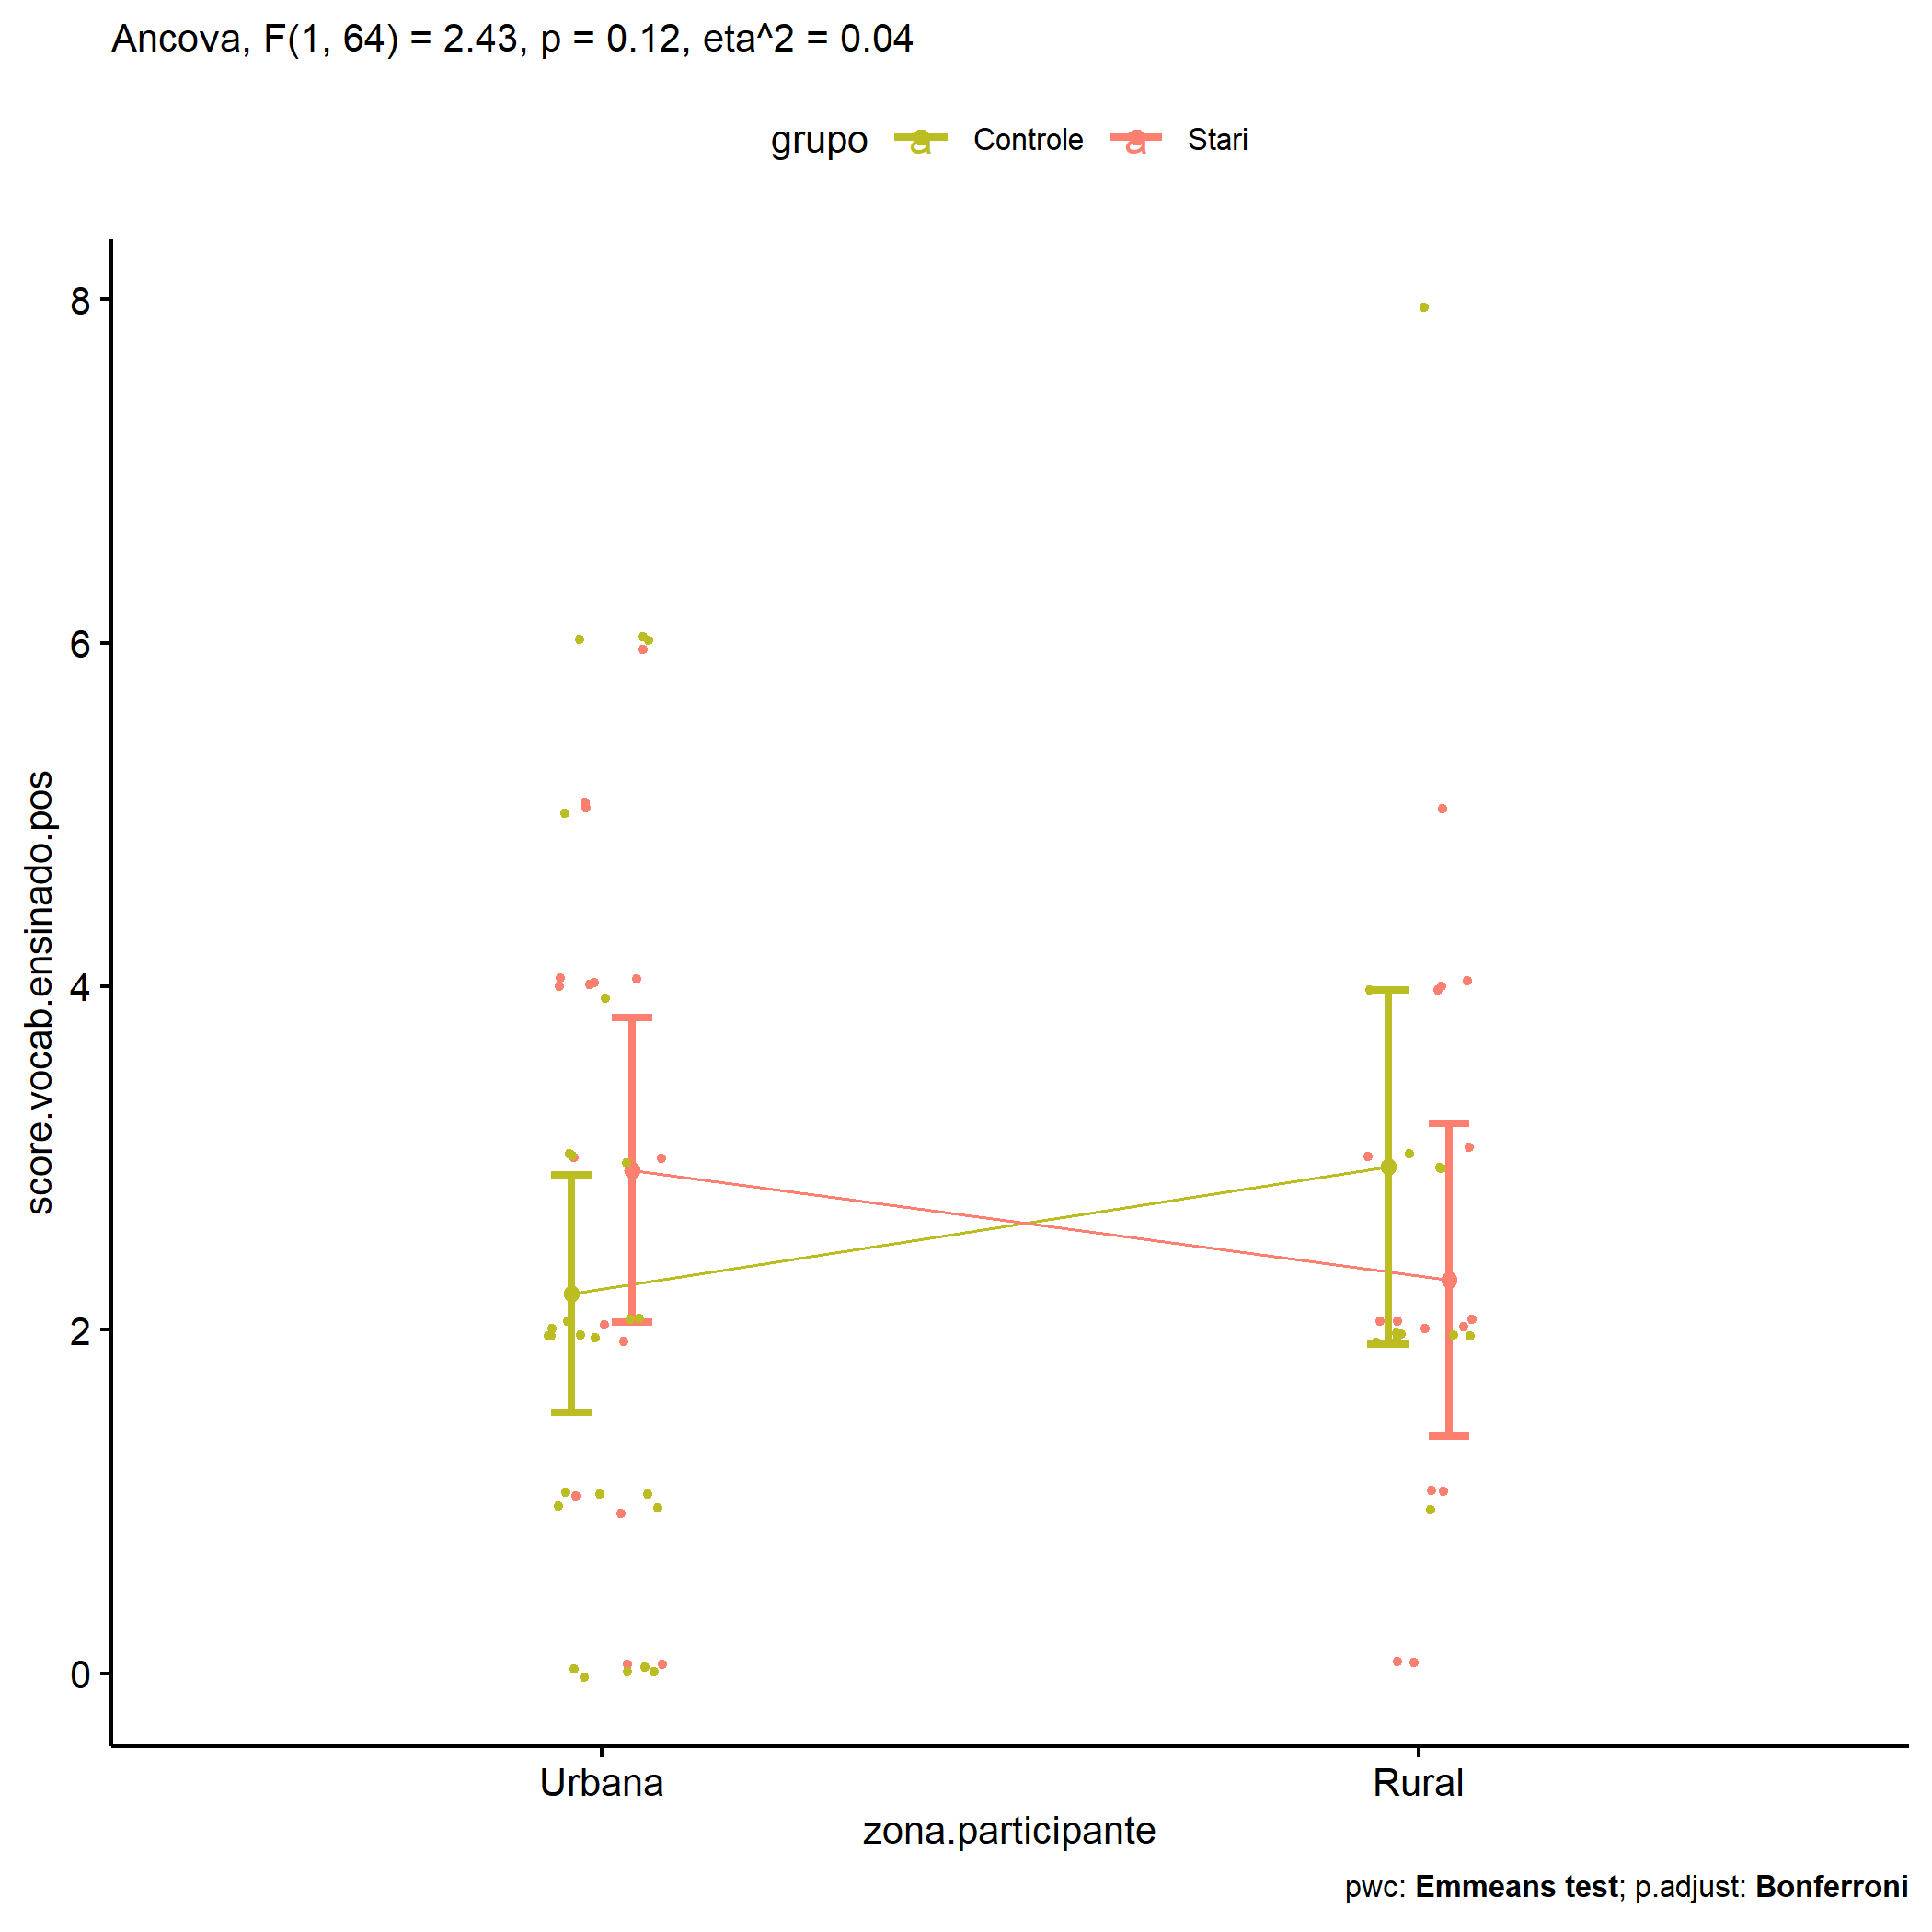 Ancova, F(1, 64) = 2.43, p = 0.12, eta^2 = 0.04
grupo a Controle a Stari
8
6
4
2
0
score.vocab.ensinado.pos
Urbana Rural
zona.participante
pwc: Emmeans test; p.adjust: Bonferroni